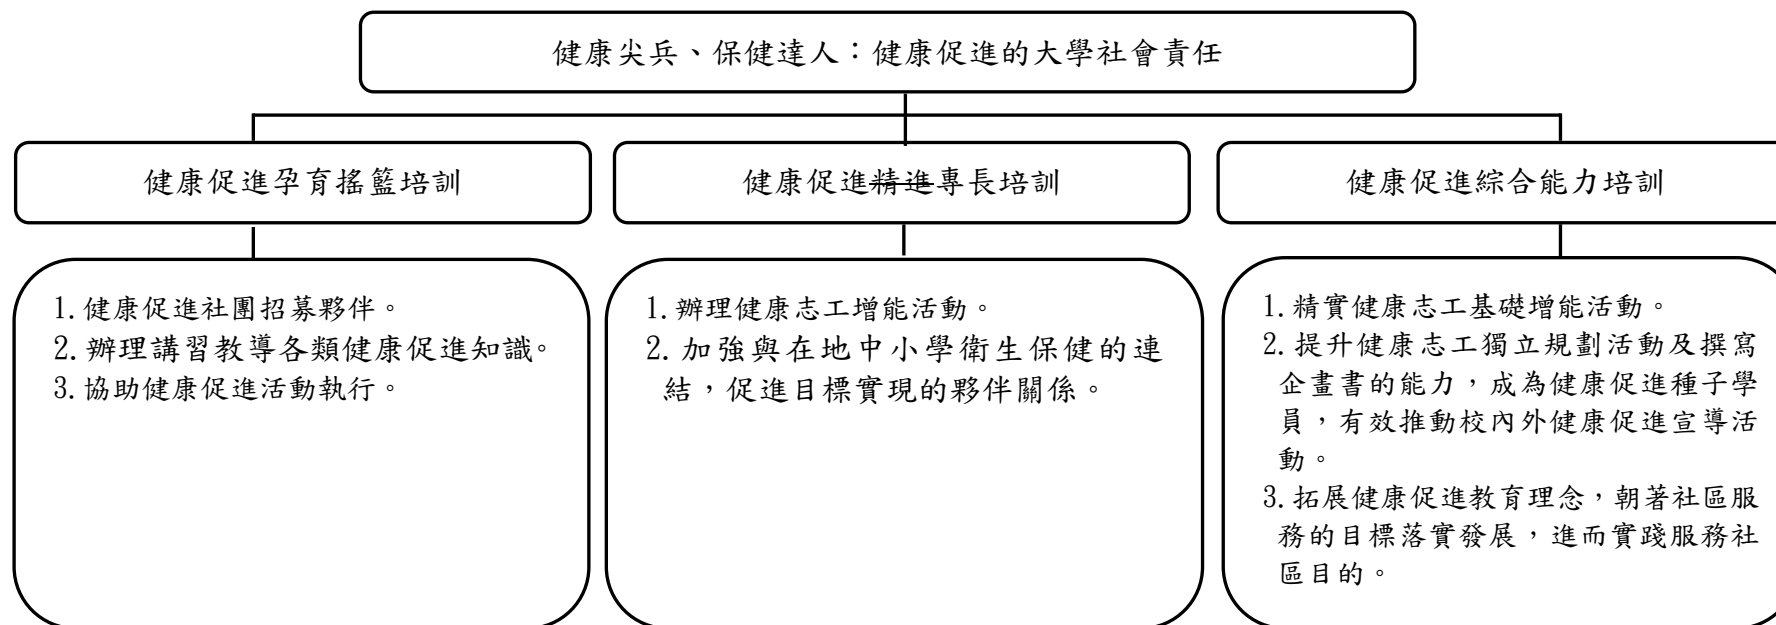 健康尖兵、保健達人：健康促進的大學社會責任
健康促進孕育搖籃培訓
健康促進精進專長培訓
健康促進綜合能力培訓
1.健康促進社團招募夥伴。
2.辦理講習教導各類健康促進知識。
3.協助健康促進活動執行。
1.辦理健康志工增能活動。
2.加強與在地中小學衛生保健的連
結，促進目標實現的夥伴關係。
1.精實健康志工基礎增能活動。
2.提升健康志工獨立規劃活動及撰寫
企畫書的能力，成為健康促進種子學
員，有效推動校內外健康促進宣導活
動。
3.拓展健康促進教育理念，朝著社區服
務的目標落實發展，進而實踐服務社
區目的。